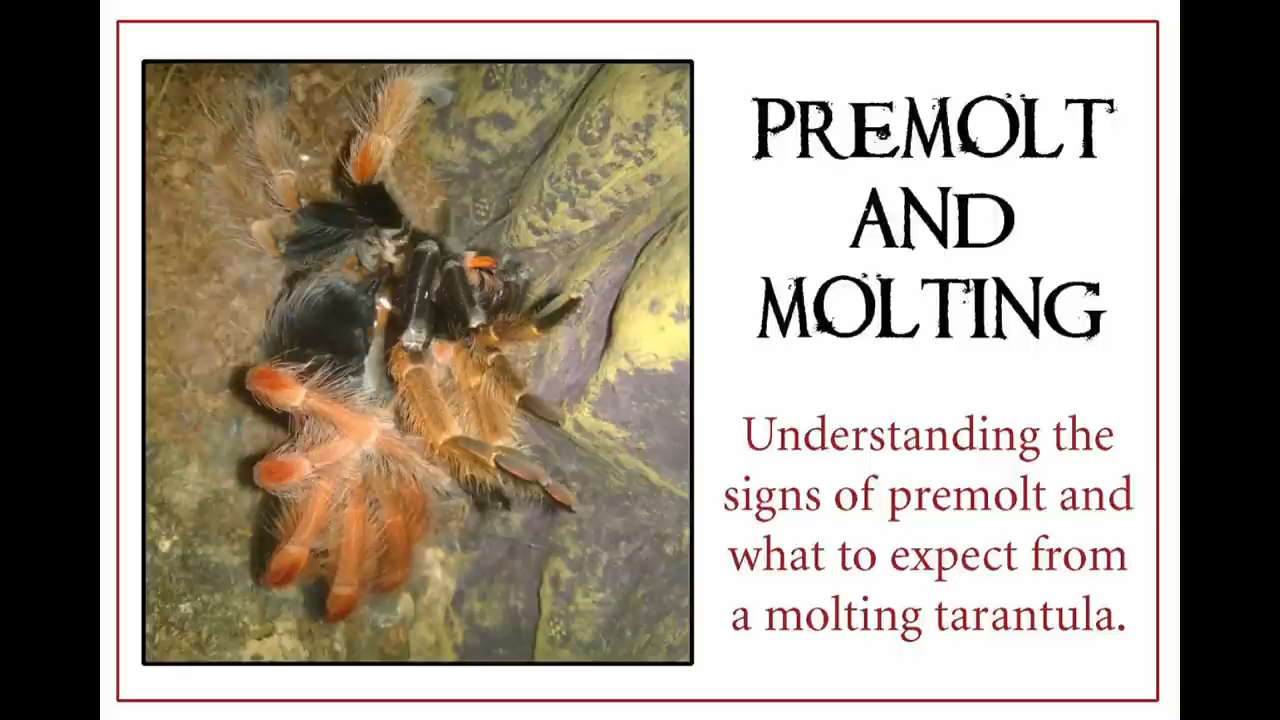 PREMOLT
AND
MOLTING
Understanding the
signs of premolt and
what to expect from
a molting tarantula.